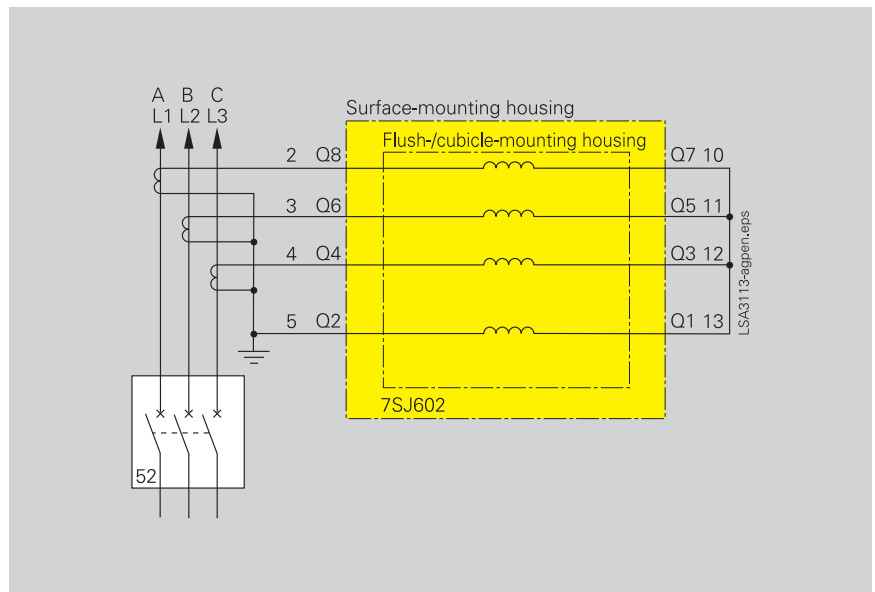 A B C
L1 L2 L3
Surface-mounting housing
Flush-/cubicle-mounting housing
2 Q8 Q7 10
3 Q6 Q5 11
4 Q4 Q3 12
5 Q2 Q1 13
7SJ602
52
LSA3113-agpen.eps